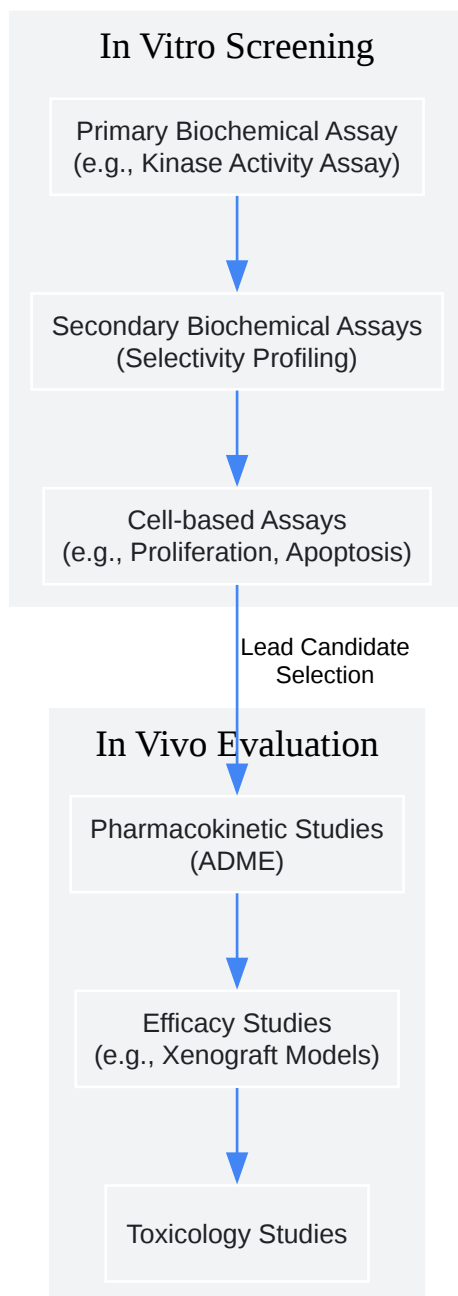 In Vitro Screening
Primary Biochemical Assay
(e.g., Kinase Activity Assay)
Secondary Biochemical Assays
(Selectivity Profiling)
Cell-based Assays
(e.g., Proliferation, Apoptosis)
Lead Candidate
Selection
In Vivo Evaluation
Pharmacokinetic Studies
(ADME)
Efficacy Studies
(e.g., Xenograft Models)
Toxicology Studies